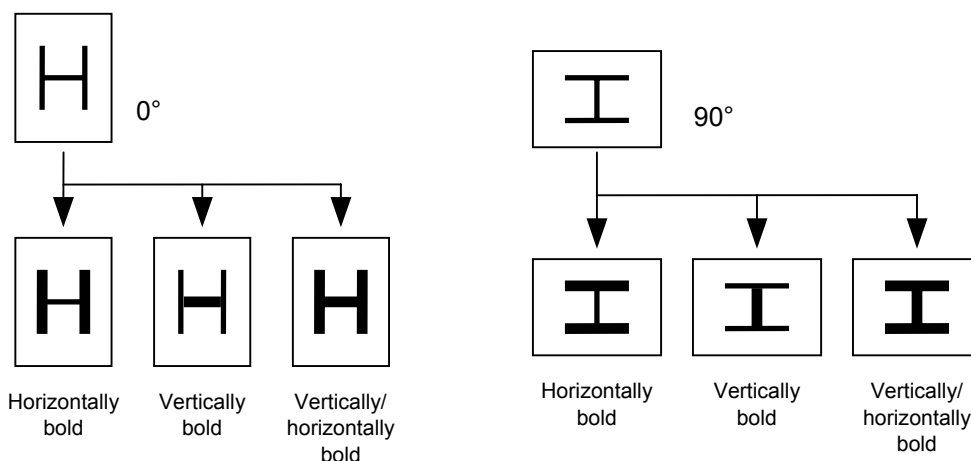 H
0°
H
H
H
Horizontally
bold
Vertically
bold
Vertically/
horizontally
bold
H
90°
H
H
H
Horizontally
bold
Vertically
bold
Vertically/
horizontally
bold